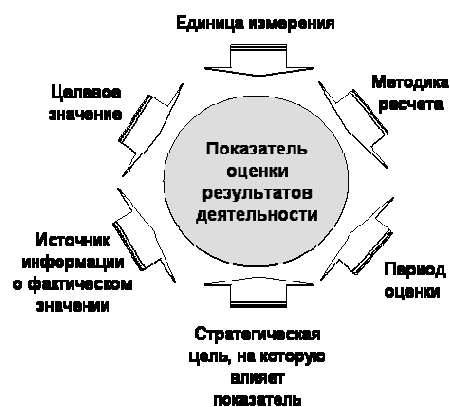 Единица измерения
Целевое
значение
Методика
расчета
Показатель
оценки
результатов
деятельности
Источник
информации
о фактическом
значении
Период
оценки
Стратегическая
цель, на которую
влияет
показатель